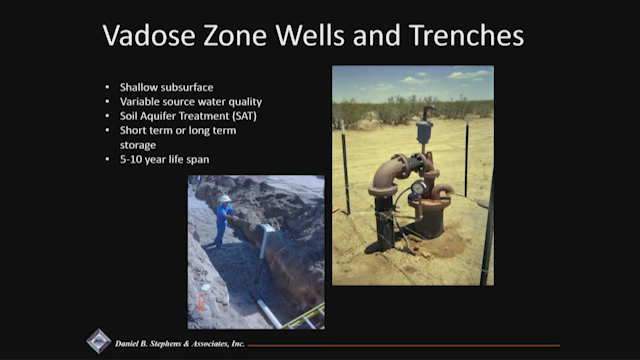 Vadose Zone Wells and Trenches
• Shallow subsurface
• Variable source water quality
• Soil Aquifer Treatment (SAT)
• Short term or long term
storage
• 5-10 year life span
Daniel B. Stephens & Associates, Inc.